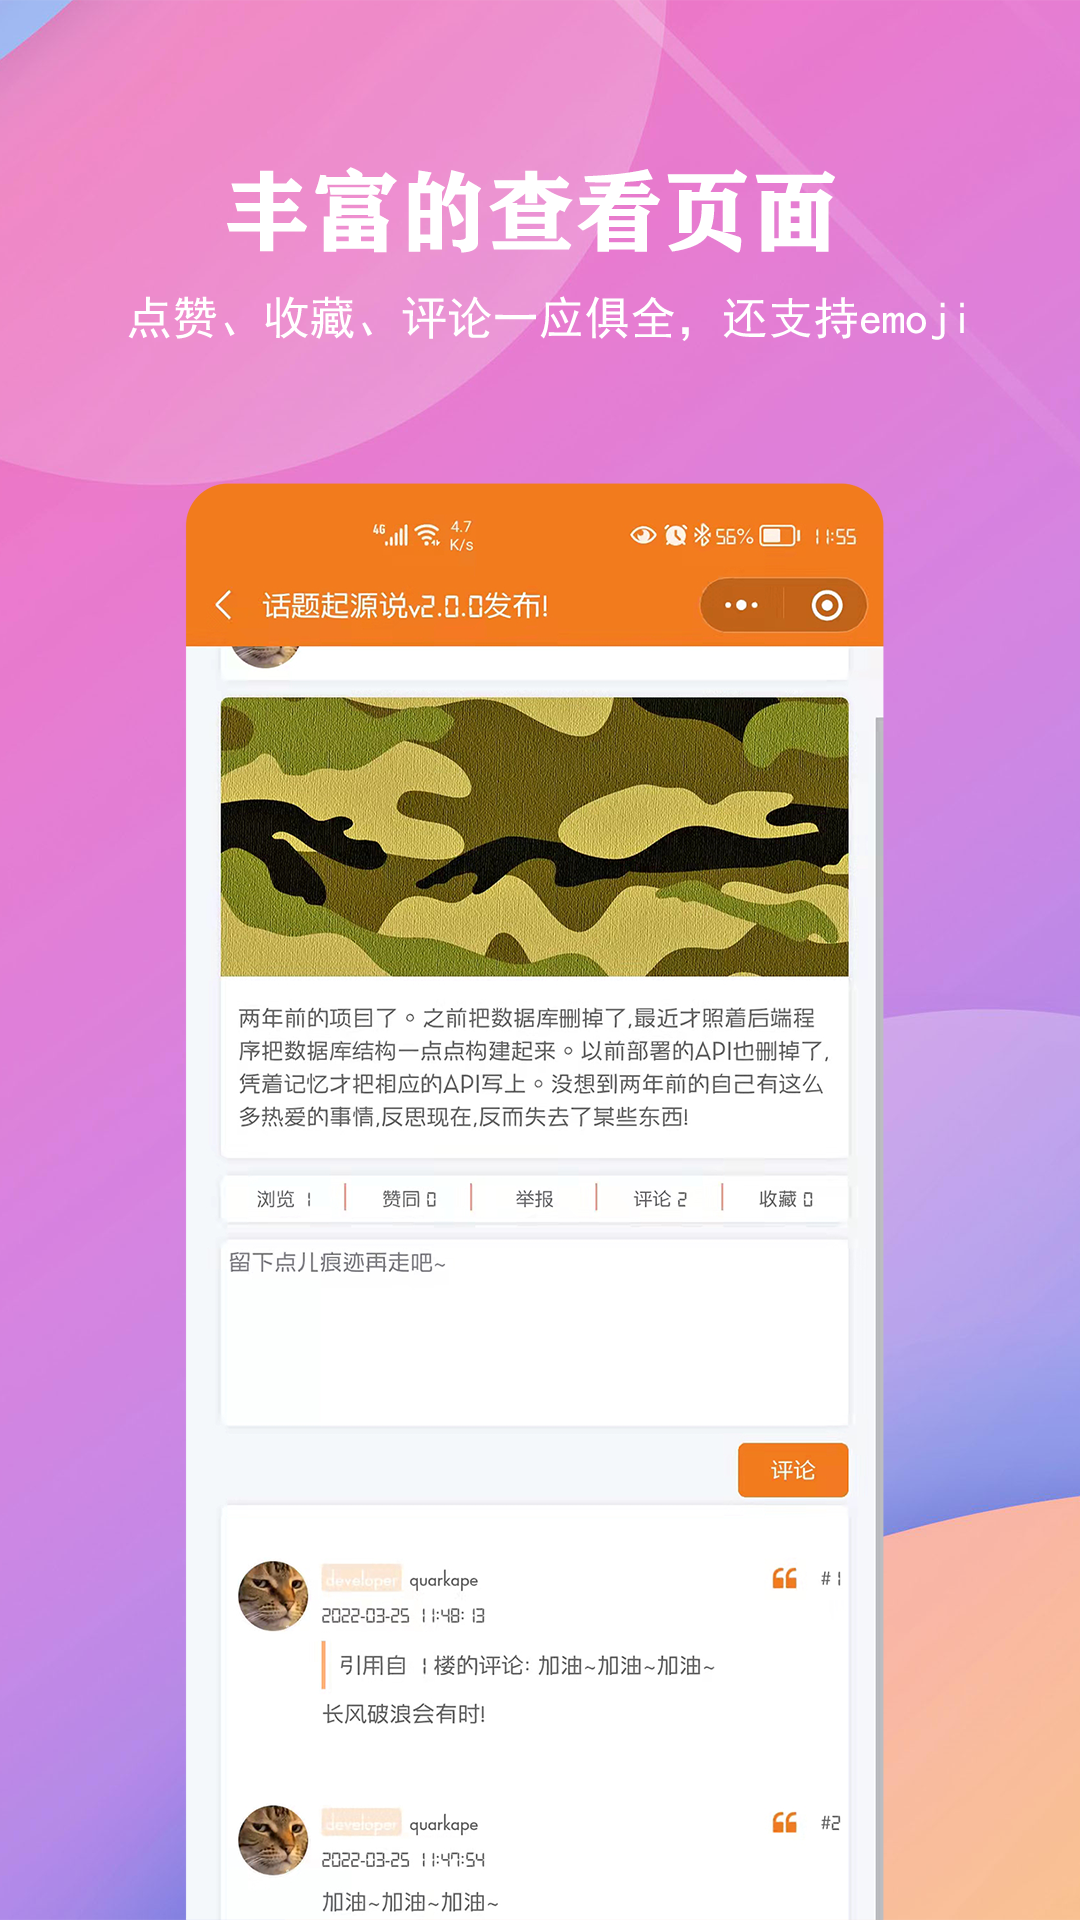 丰富的查看页面
点赞、收藏、评论一应俱全，还支持emoji
4G 4.7 K/s 56% 11:55
话题起源说v2.0.0发布!
两年前的项目了。之前把数据库删掉了,最近才照着后端程
序把数据库结构一点点构建起来。以前部署的API也删掉了,
凭着记忆才把相应的API写上。没想到两年前的自己有这么
多热爱的事情,反思现在,反而失去了某些东西!
浏览 1 赞同 0 举报 评论 2 收藏 0
留下点儿痕迹再走吧~
评论
developer quarkape #1
2022-03-25 11:48:13
引用自 1 楼的评论: 加油~加油~加油~
长风破浪会有时!
developer quarkape #2
2022-03-25 11:47:54
加油~加油~加油~